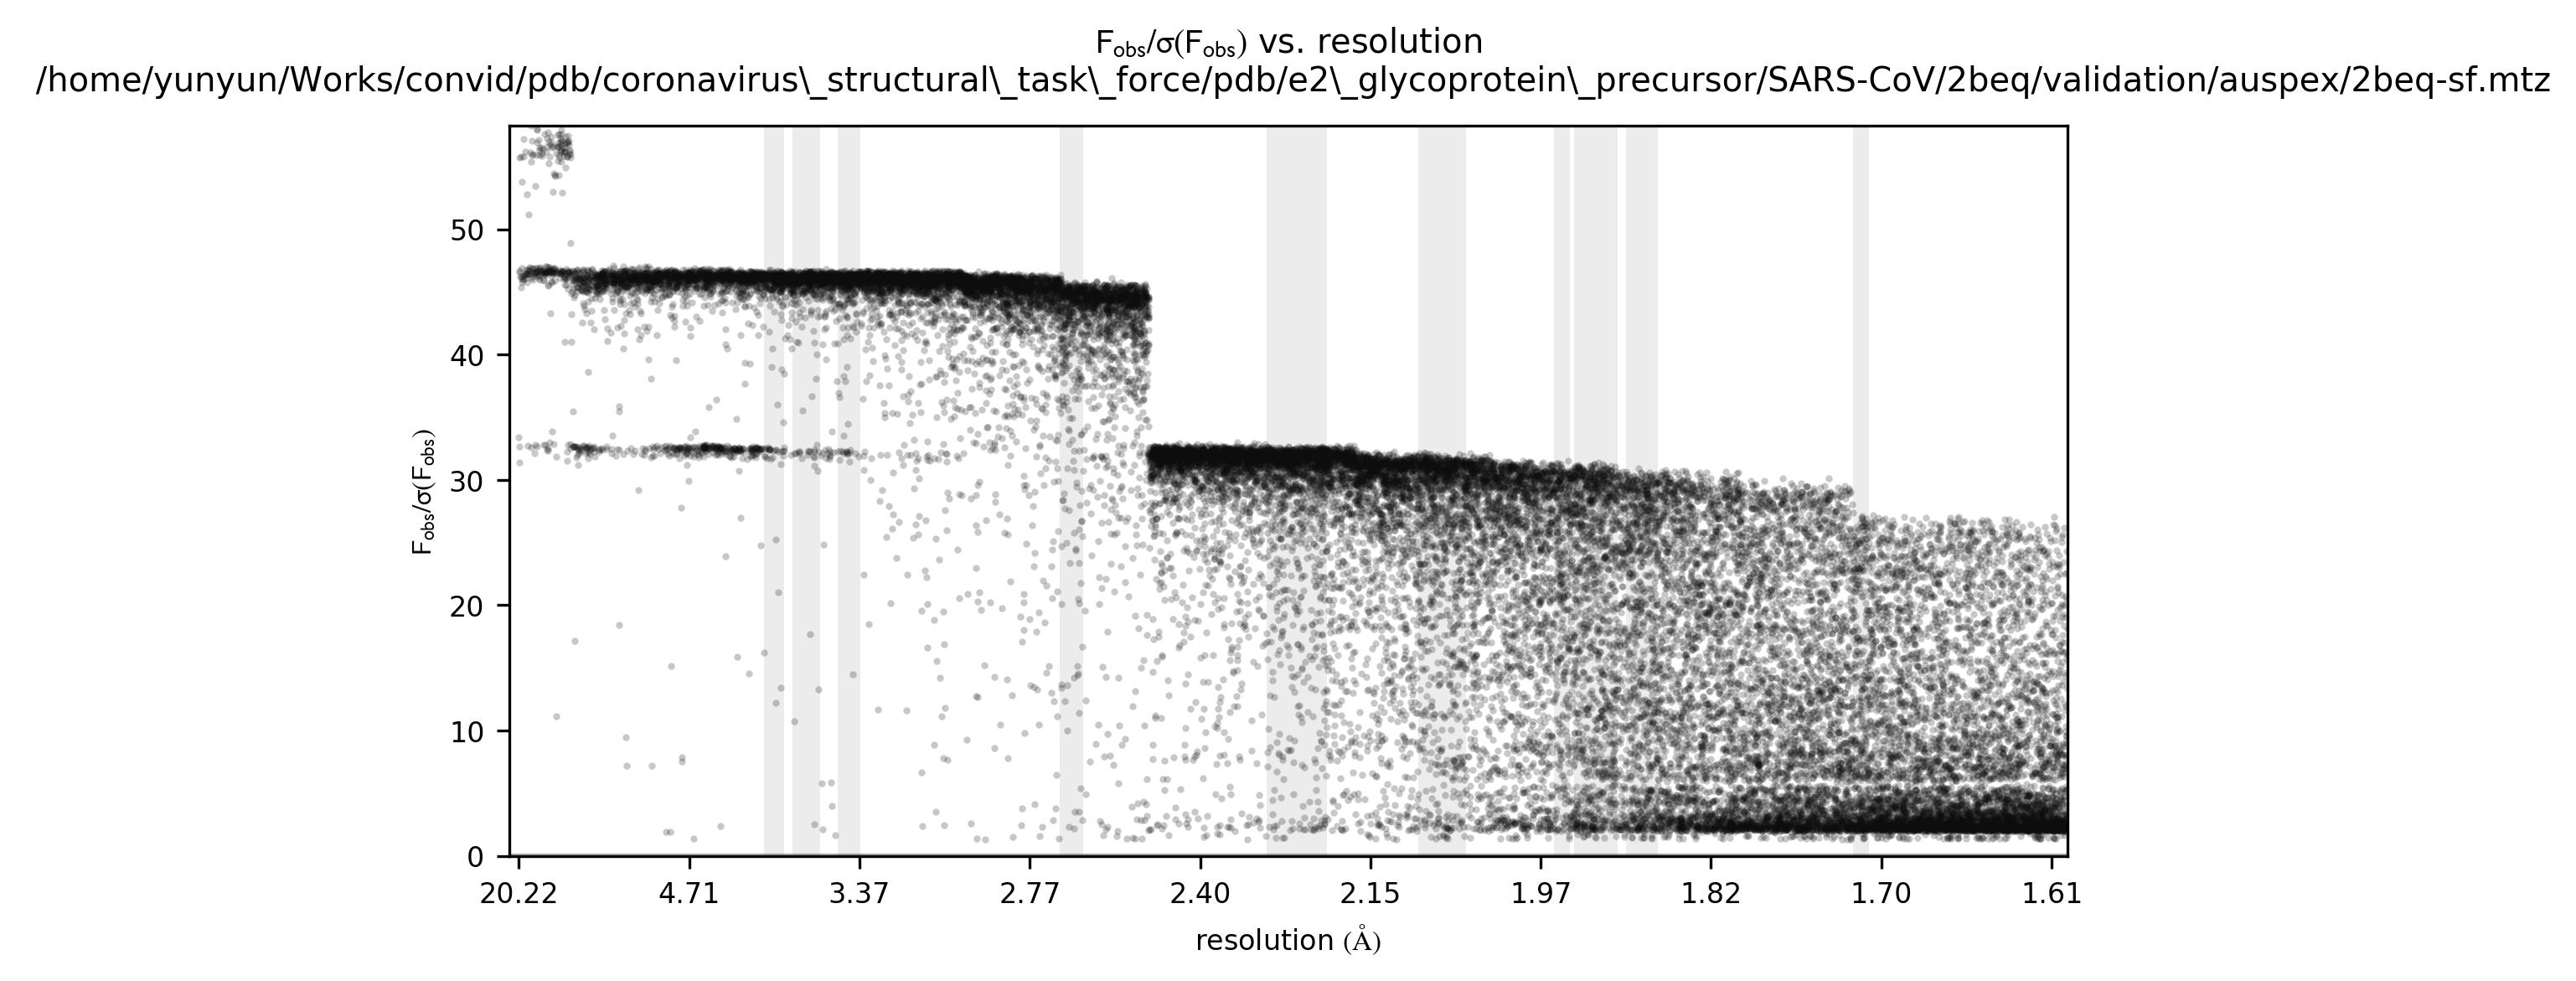 Fobs/σ(Fobs) vs. resolution
/home/yunyun/Works/convid/pdb/coronavirus\_structural\_task\_force/pdb/e2\_glycoprotein\_precursor/SARS-CoV/2beq/validation/auspex/2beq-sf.mtz
Fobs/σ(Fobs)
50
40
30
20
10
0
20.22 4.71 3.37 2.77 2.40 2.15 1.97 1.82 1.70 1.61
resolution (Å)